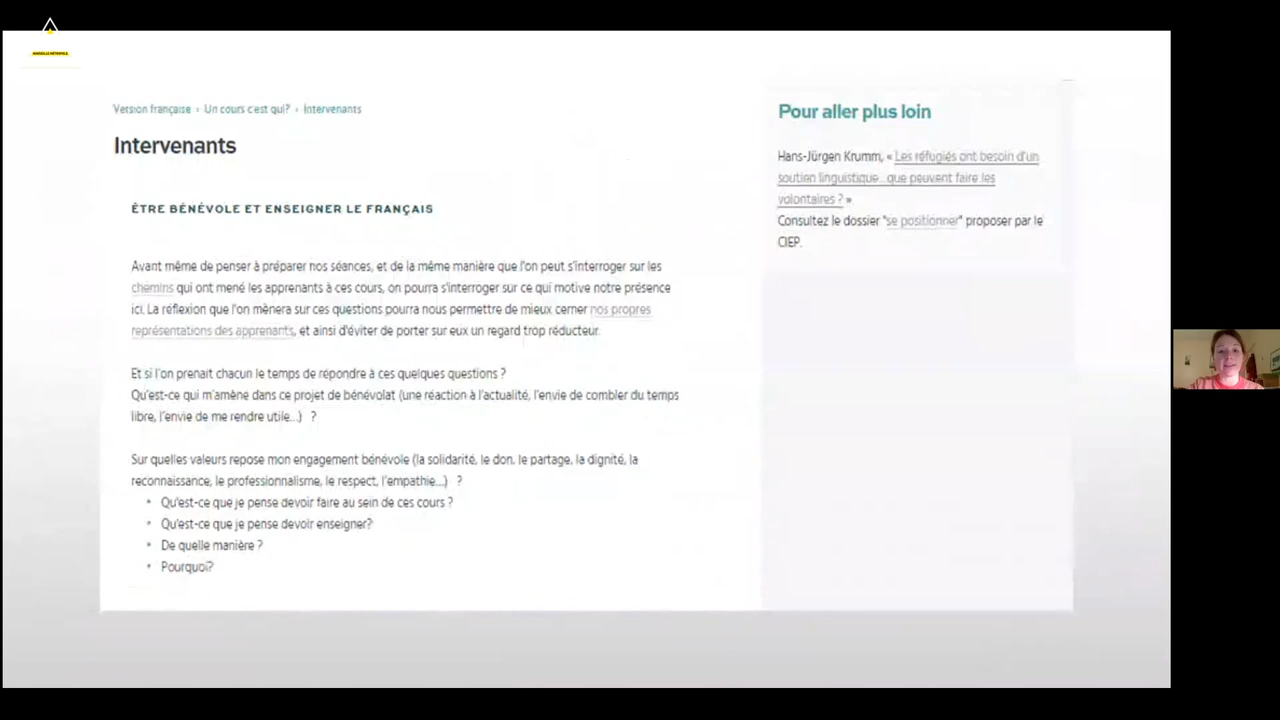 MARSEILLE MÉTROPOLE
Version française › Un cours c'est qui? › Intervenants
Intervenants
ÊTRE BÉNÉVOLE ET ENSEIGNER LE FRANÇAIS
Avant même de penser à préparer nos séances, et de la même manière que l'on peut s'interroger sur les
chemins qui ont mené les apprenants à ces cours, on pourra s'interroger sur ce qui motive notre présence
ici. La réflexion que l'on mènera sur ces questions pourra nous permettre de mieux cerner nos propres
représentations des apprenants, et ainsi d'éviter de porter sur eux un regard trop réducteur.
Et si l'on prenait chacun le temps de répondre à ces quelques questions ?
Qu'est-ce qui m'amène dans ce projet de bénévolat (une réaction à l'actualité, l'envie de combler du temps
libre, l'envie de me rendre utile...) ?
Sur quelles valeurs repose mon engagement bénévole (la solidarité, le don, le partage, la dignité, la
reconnaissance, le professionnalisme, le respect, l'empathie...) ?
• Qu'est-ce que je pense devoir faire au sein de ces cours ?
• Qu'est-ce que je pense devoir enseigner?
• De quelle manière ?
• Pourquoi?
Pour aller plus loin
Hans-Jürgen Krumm, « Les réfugiés ont besoin d'un
soutien linguistique...que peuvent faire les
volontaires ? »
Consultez le dossier "se positionner" proposer par le
CIEP.